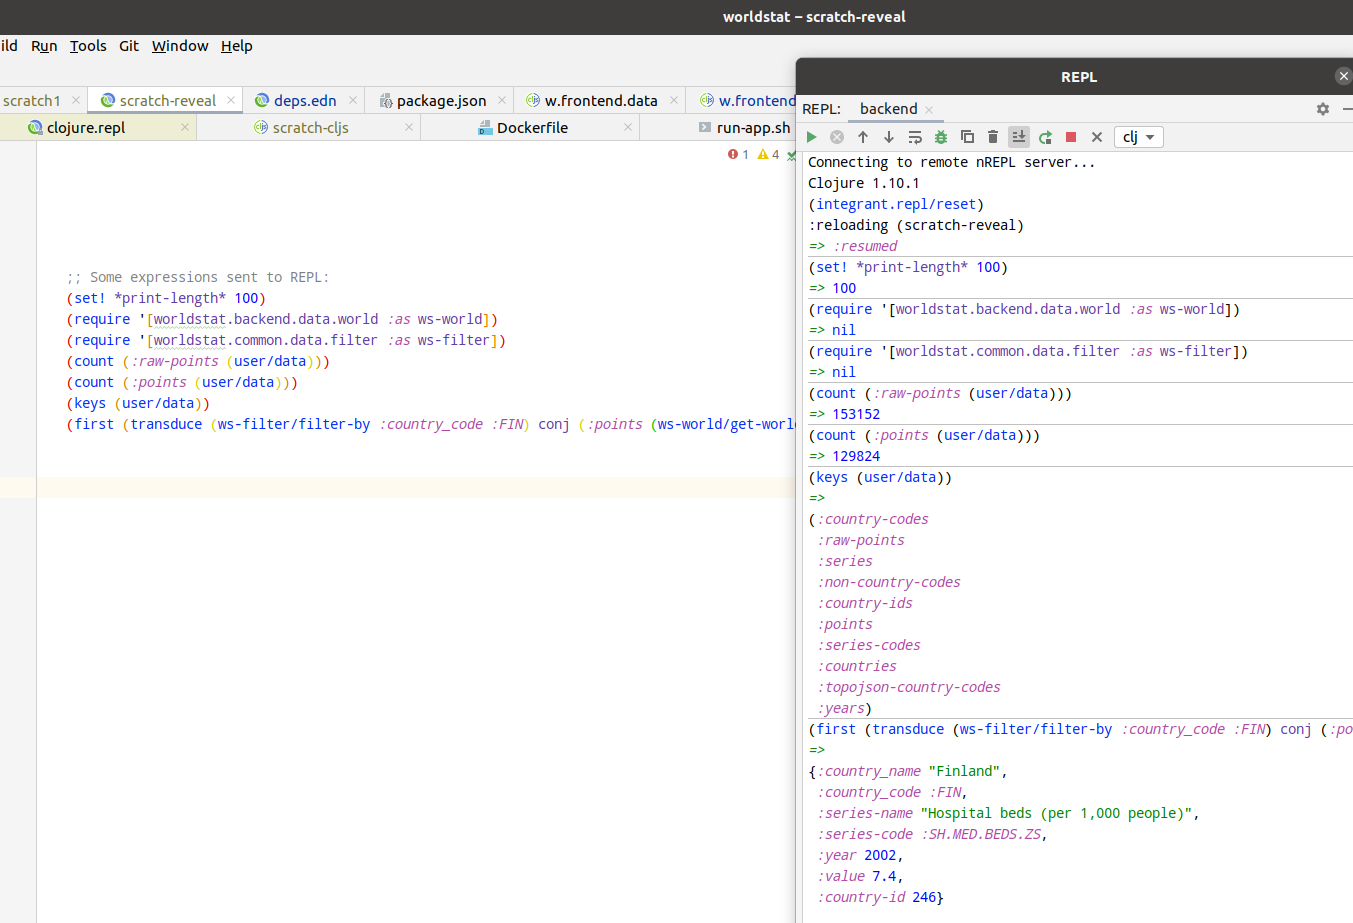 worldstat – scratch-reveal
ild Run Tools Git Window Help
scratch1 scratch-reveal deps.edn package.json w.frontend.data w.frontend
clojure.repl scratch-cljs Dockerfile run-app.sh
1 4
;; Some expressions sent to REPL:
(set! *print-length* 100)
(require '[worldstat.backend.data.world :as ws-world])
(require '[worldstat.common.data.filter :as ws-filter])
(count (:raw-points (user/data)))
(count (:points (user/data)))
(keys (user/data))
(first (transduce (ws-filter/filter-by :country_code :FIN) conj (:points (ws-world/get-worl
REPL
REPL: backend
clj
Connecting to remote nREPL server...
Clojure 1.10.1
(integrant.repl/reset)
:reloading (scratch-reveal)
=> :resumed
(set! *print-length* 100)
=> 100
(require '[worldstat.backend.data.world :as ws-world])
=> nil
(require '[worldstat.common.data.filter :as ws-filter])
=> nil
(count (:raw-points (user/data)))
=> 153152
(count (:points (user/data)))
=> 129824
(keys (user/data))
=>
(:country-codes
:raw-points
:series
:non-country-codes
:country-ids
:points
:series-codes
:countries
:topojson-country-codes
:years)
(first (transduce (ws-filter/filter-by :country_code :FIN) conj (:po
=>
{:country_name "Finland",
:country_code :FIN,
:series-name "Hospital beds (per 1,000 people)",
:series-code :SH.MED.BEDS.ZS,
:year 2002,
:value 7.4,
:country-id 246}